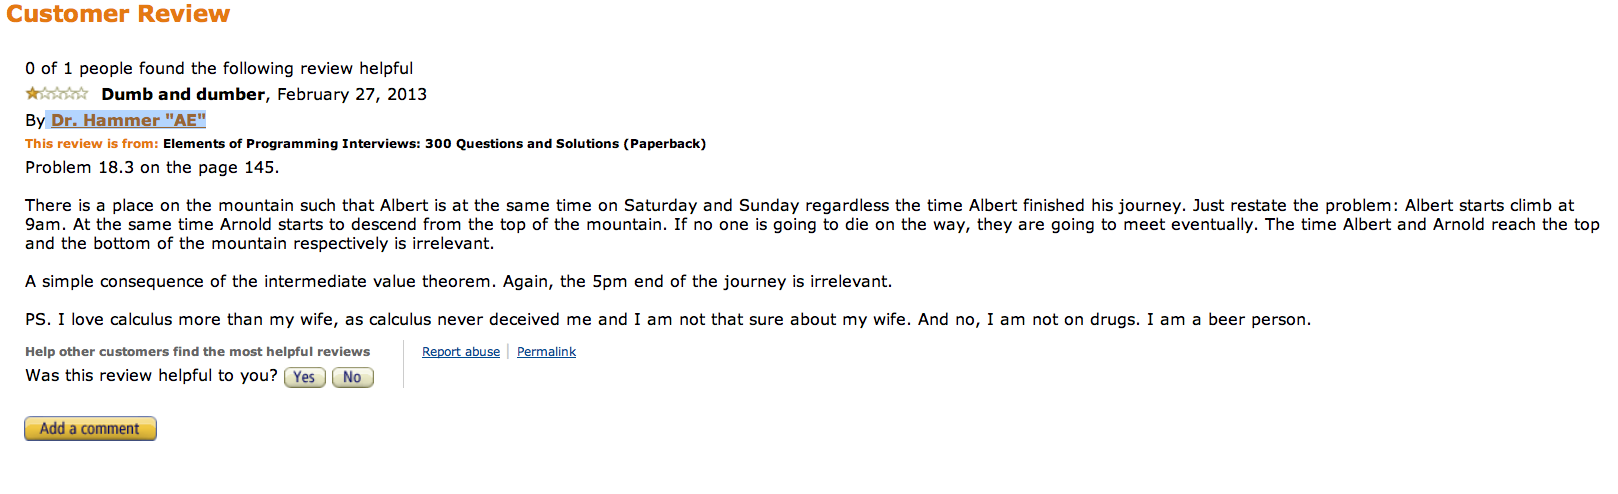 Customer Review
0 of 1 people found the following review helpful
Dumb and dumber, February 27, 2013
By Dr. Hammer "AE"
This review is from: Elements of Programming Interviews: 300 Questions and Solutions (Paperback)
Problem 18.3 on the page 145.
There is a place on the mountain such that Albert is at the same time on Saturday and Sunday regardless the time Albert finished his journey. Just restate the problem: Albert starts climb at
9am. At the same time Arnold starts to descend from the top of the mountain. If no one is going to die on the way, they are going to meet eventually. The time Albert and Arnold reach the top
and the bottom of the mountain respectively is irrelevant.
A simple consequence of the intermediate value theorem. Again, the 5pm end of the journey is irrelevant.
PS. I love calculus more than my wife, as calculus never deceived me and I am not that sure about my wife. And no, I am not on drugs. I am a beer person.
Help other customers find the most helpful reviews
Was this review helpful to you? Yes No
Report abuse | Permalink
Add a comment